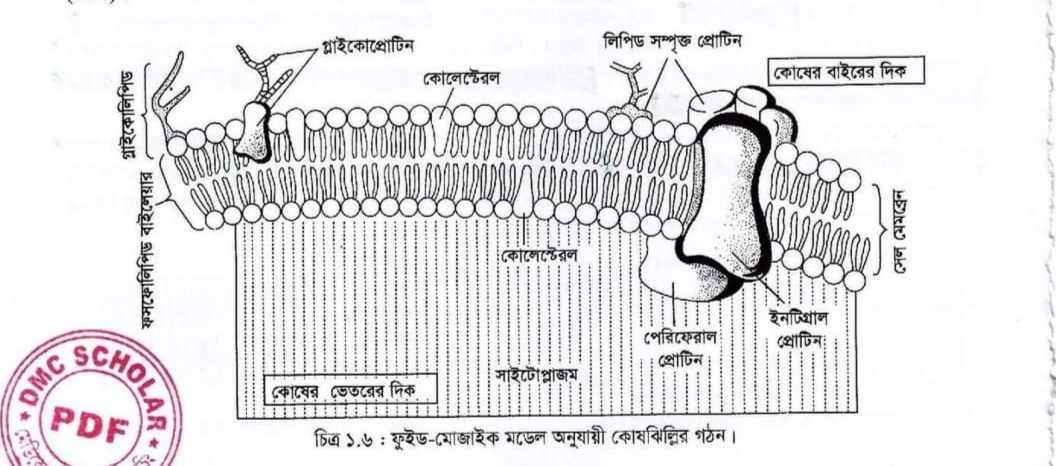 গ্লাইকোপ্রোটিন
লিপিড সম্পৃক্ত প্রোটিন
কোষের বাইরের দিক
কোলেস্টেরল
গ্লাইকোলিপিড
ফসফোলিপিড বাইলেয়ার
সেল মেমব্রেন
কোলেস্টেরল
ইনটিগ্রাল
প্রোটিন
পেরিফেরাল
প্রোটিন
সাইটোপ্লাজম
কোষের ভেতরের দিক
চিত্র ১.৬ : ফুইড-মোজাইক মডেল অনুযায়ী কোষঝিল্লির গঠন।
DMC SCHOLAR
PDF